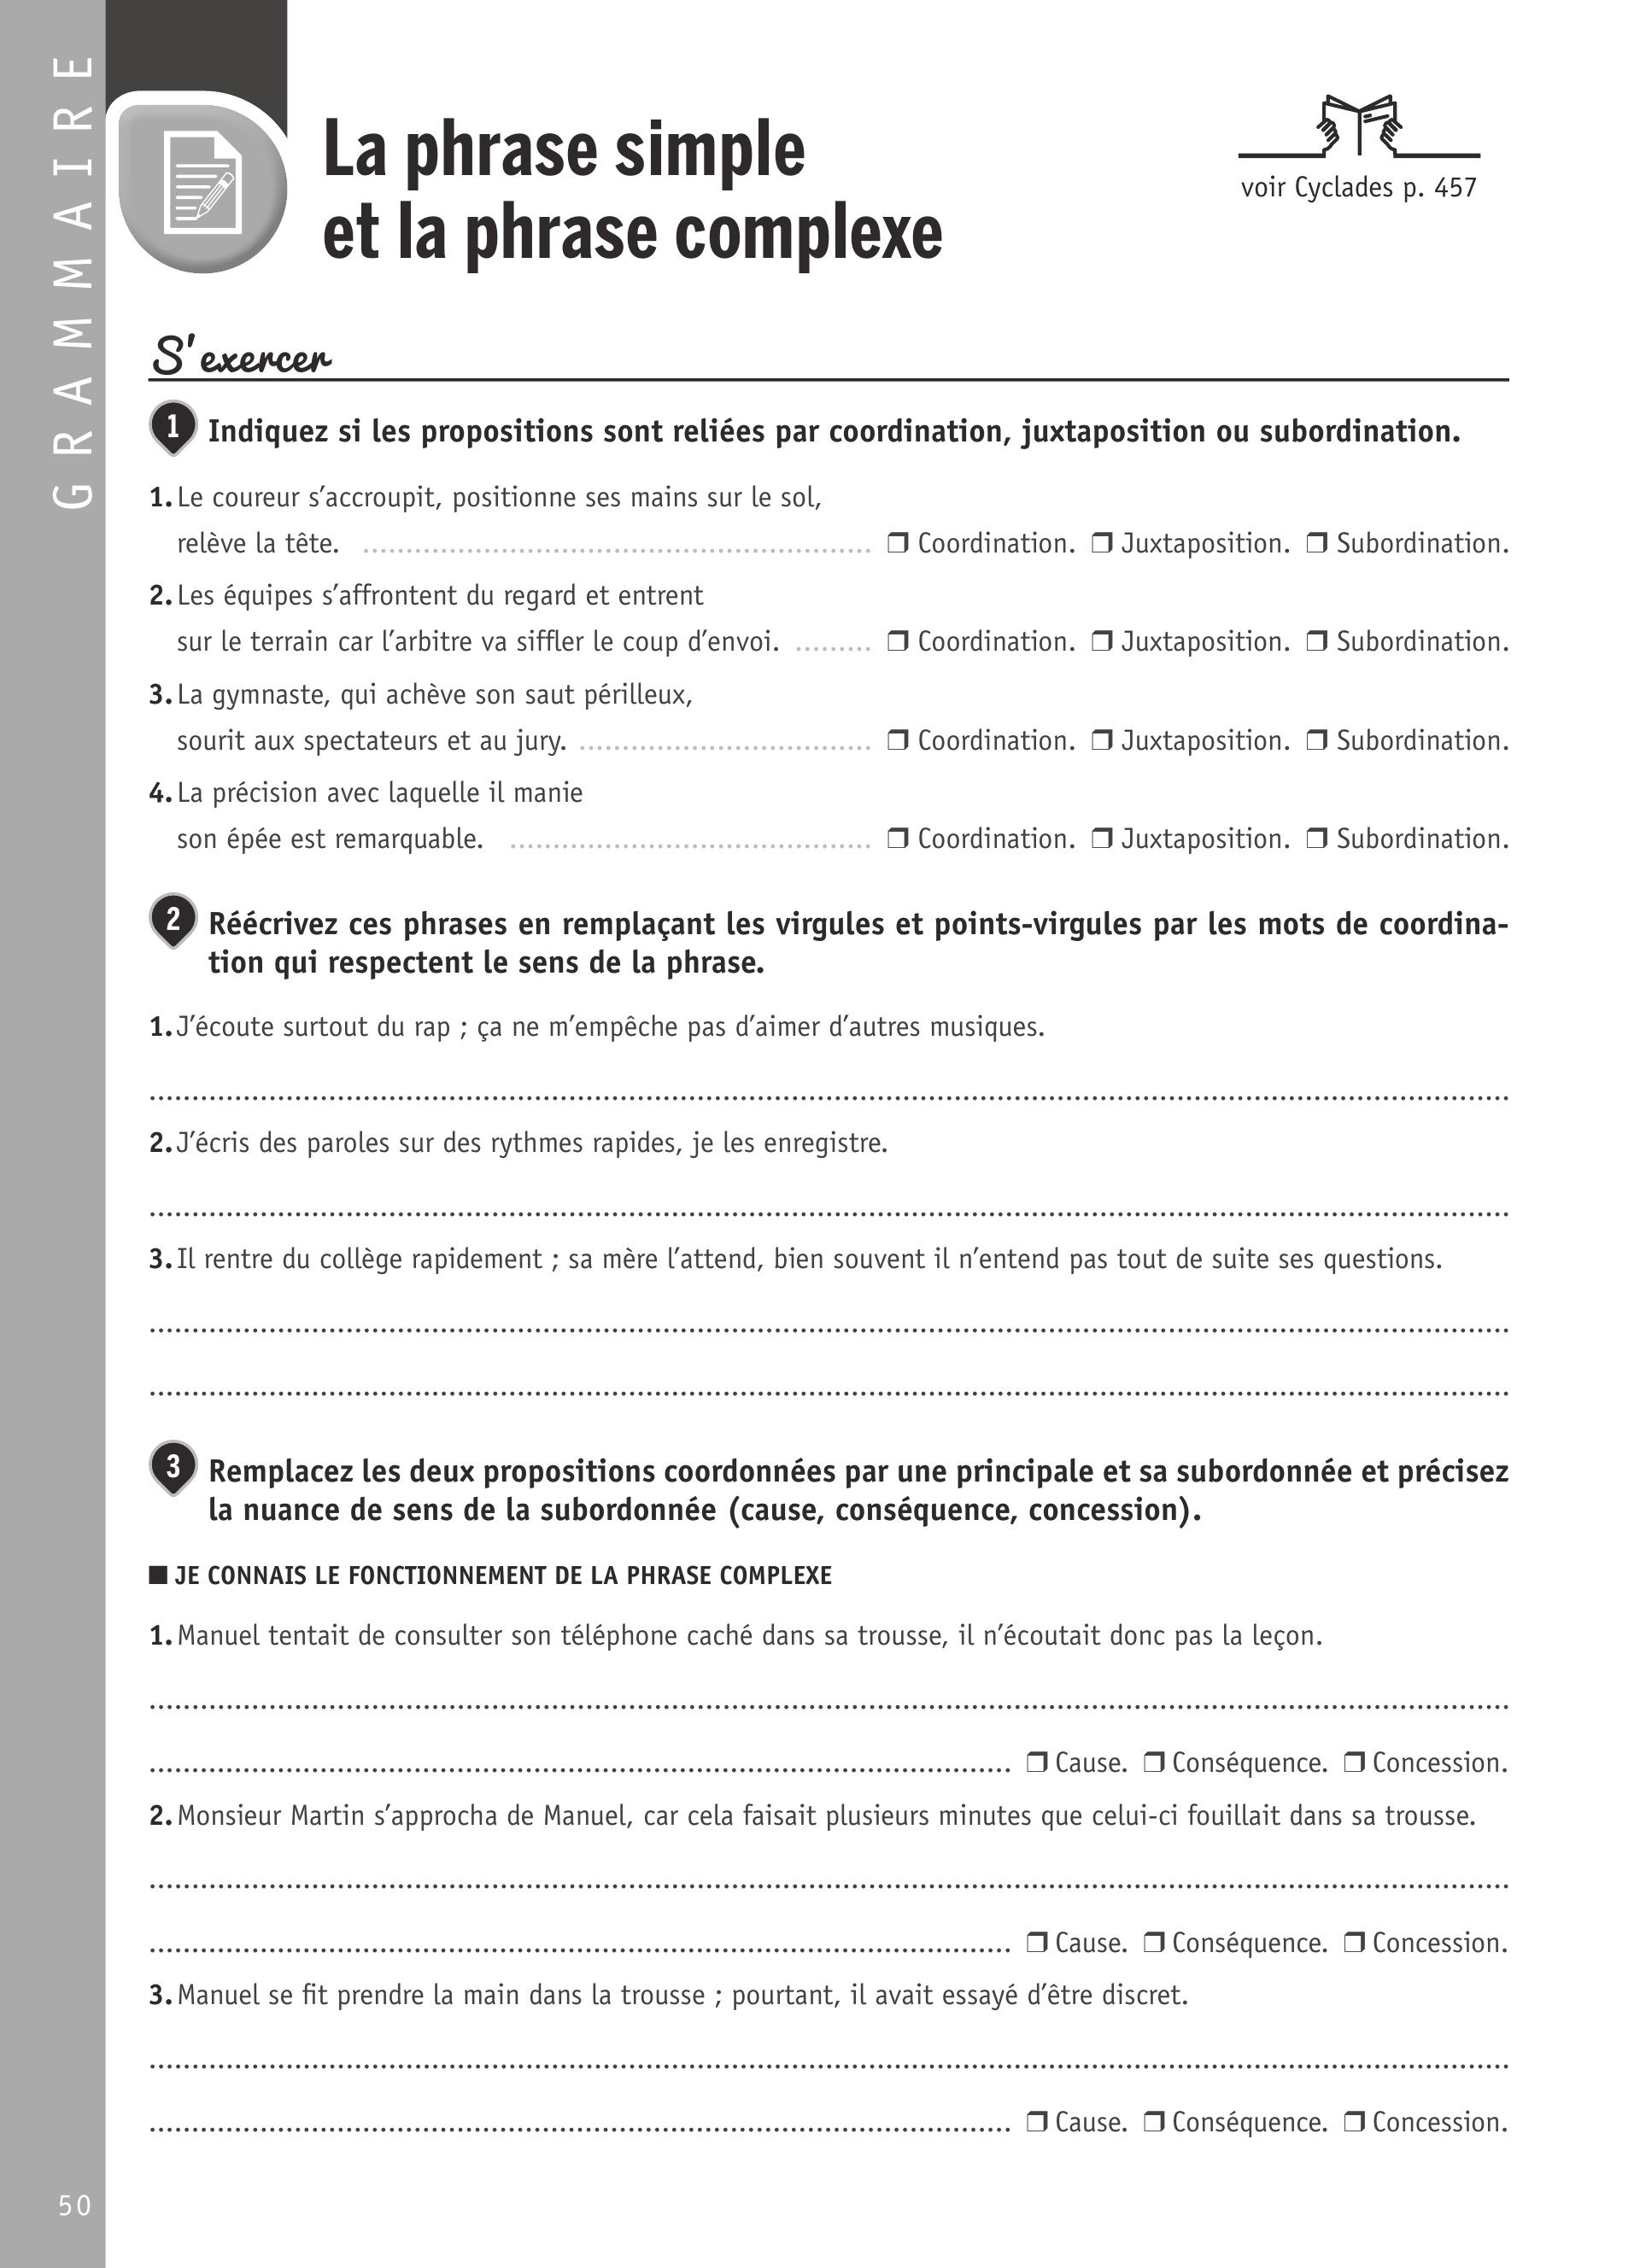 GRAMMAIRE
La phrase simple
et la phrase complexe
voir Cyclades p. 457
S'exercer
1 Indiquez si les propositions sont reliées par coordination, juxtaposition ou subordination.
1. Le coureur s’accroupit, positionne ses mains sur le sol,
relève la tête. ........................................................... ❒ Coordination. ❒ Juxtaposition. ❒ Subordination.
2. Les équipes s’affrontent du regard et entrent
sur le terrain car l’arbitre va siffler le coup d’envoi. ......... ❒ Coordination. ❒ Juxtaposition. ❒ Subordination.
3. La gymnaste, qui achève son saut périlleux,
sourit aux spectateurs et au jury. .................................. ❒ Coordination. ❒ Juxtaposition. ❒ Subordination.
4. La précision avec laquelle il manie
son épée est remarquable. .......................................... ❒ Coordination. ❒ Juxtaposition. ❒ Subordination.
2 Réécrivez ces phrases en remplaçant les virgules et points-virgules par les mots de coordina-
tion qui respectent le sens de la phrase.
1. J’écoute surtout du rap ; ça ne m’empêche pas d’aimer d’autres musiques.
2. J’écris des paroles sur des rythmes rapides, je les enregistre.
3. Il rentre du collège rapidement ; sa mère l’attend, bien souvent il n’entend pas tout de suite ses questions.
3 Remplacez les deux propositions coordonnées par une principale et sa subordonnée et précisez
la nuance de sens de la subordonnée (cause, conséquence, concession).
■ JE CONNAIS LE FONCTIONNEMENT DE LA PHRASE COMPLEXE
1. Manuel tentait de consulter son téléphone caché dans sa trousse, il n’écoutait donc pas la leçon.
❒ Cause. ❒ Conséquence. ❒ Concession.
2. Monsieur Martin s’approcha de Manuel, car cela faisait plusieurs minutes que celui-ci fouillait dans sa trousse.
❒ Cause. ❒ Conséquence. ❒ Concession.
3. Manuel se fit prendre la main dans la trousse ; pourtant, il avait essayé d’être discret.
❒ Cause. ❒ Conséquence. ❒ Concession.
50